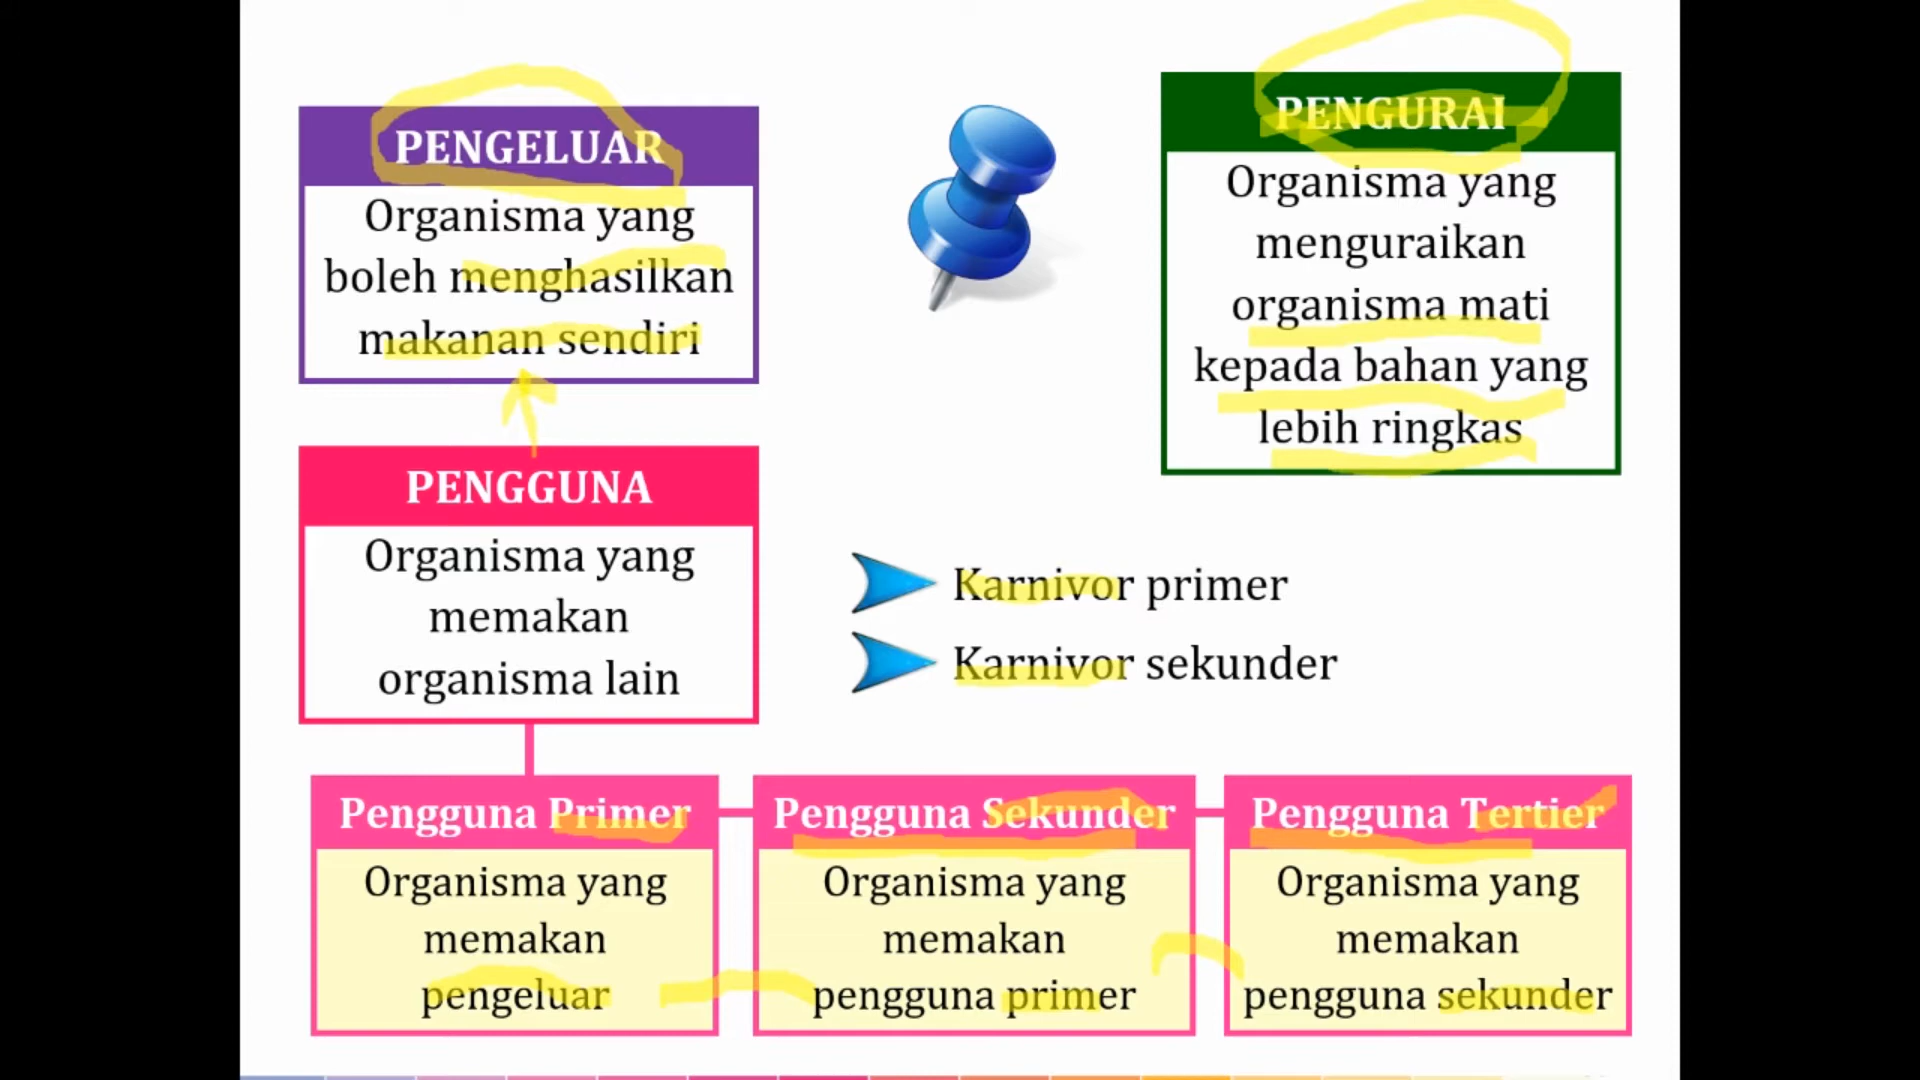 PENGELUAR
Organisma yang
boleh menghasilkan
makanan sendiri
PENGURAI
Organisma yang
menguraikan
organisma mati
kepada bahan yang
lebih ringkas
PENGGUNA
Organisma yang
memakan
organisma lain
Karnivor primer
Karnivor sekunder
Pengguna Primer
Organisma yang
memakan
pengeluar
Pengguna Sekunder
Organisma yang
memakan
pengguna primer
Pengguna Tertier
Organisma yang
memakan
pengguna sekunder